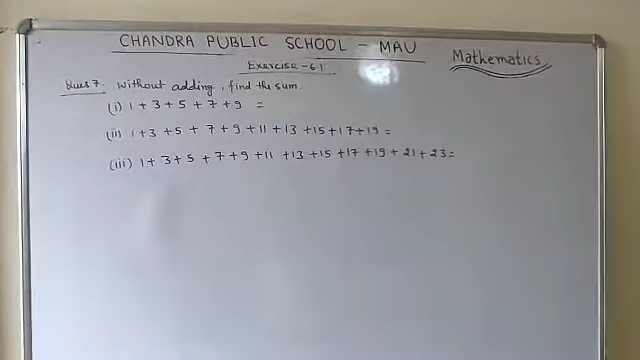 CHANDRA PUBLIC SCHOOL - MAU
Mathematics
Exercise - 6.1
Ques 7. Without adding, find the sum.
(i) 1 + 3 + 5 + 7 + 9 =
(ii) 1 + 3 + 5 + 7 + 9 + 11 + 13 + 15 + 17 + 19 =
(iii) 1 + 3 + 5 + 7 + 9 + 11 + 13 + 15 + 17 + 19 + 21 + 23 =